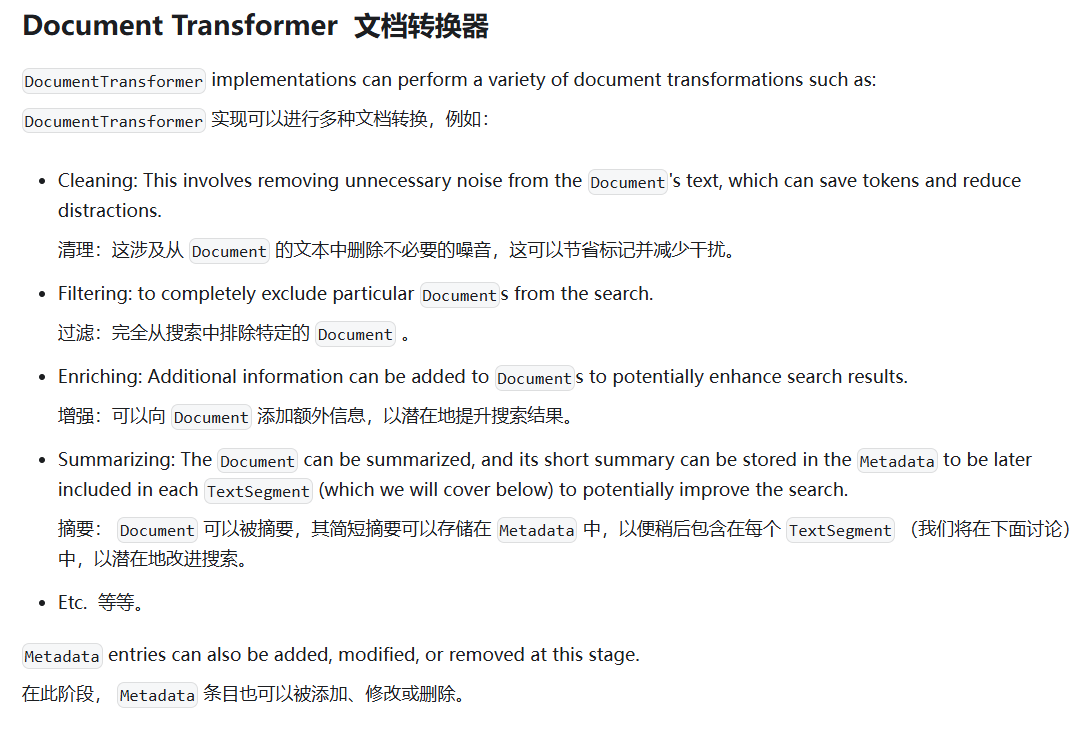 Document Transformer 文档转换器
DocumentTransformer implementations can perform a variety of document transformations such as:
DocumentTransformer 实现可以进行多种文档转换，例如：
• Cleaning: This involves removing unnecessary noise from the Document's text, which can save tokens and reduce
distractions.
清理：这涉及从 Document 的文本中删除不必要的噪音，这可以节省标记并减少干扰。
• Filtering: to completely exclude particular Documents from the search.
过滤：完全从搜索中排除特定的 Document 。
• Enriching: Additional information can be added to Documents to potentially enhance search results.
增强：可以向 Document 添加额外信息，以潜在地提升搜索结果。
• Summarizing: The Document can be summarized, and its short summary can be stored in the Metadata to be later
included in each TextSegment (which we will cover below) to potentially improve the search.
摘要： Document 可以被摘要，其简短摘要可以存储在 Metadata 中，以便稍后包含在每个 TextSegment （我们将在下面讨论）
中，以潜在地改进搜索。
• Etc. 等等。
Metadata entries can also be added, modified, or removed at this stage.
在此阶段， Metadata 条目也可以被添加、修改或删除。